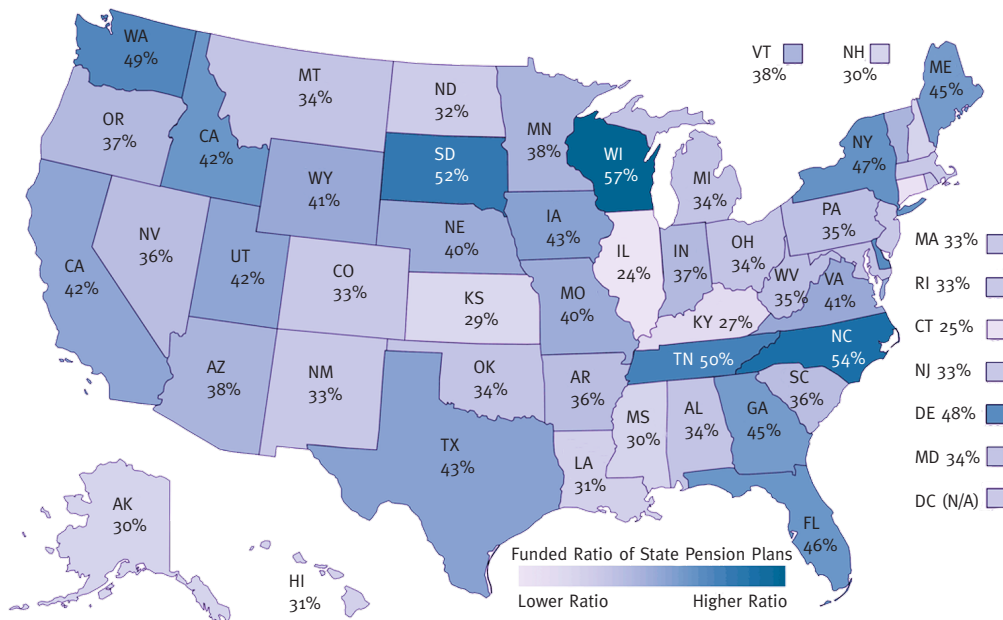 WA
49%
VT
38%
NH
30%
ME
45%
MT
34%
ND
32%
OR
37%
MN
38%
CA
42%
NY
47%
SD
52%
WI
57%
MI
34%
WY
41%
PA
35%
IA
43%
NE
40%
NV
36%
IL
24%
IN
37%
OH
34%
MA 33%
UT
42%
CA
42%
CO
33%
WV
35%
VA
41%
RI 33%
KS
29%
MO
40%
KY 27%
CT 25%
NC
54%
TN 50%
AZ
38%
NM
33%
OK
34%
AR
36%
SC
36%
NJ 33%
MS
30%
AL
34%
GA
45%
DE 48%
TX
43%
LA
31%
MD 34%
AK
30%
DC (N/A)
FL
46%
HI
31%
Funded Ratio of State Pension Plans
Lower Ratio
Higher Ratio